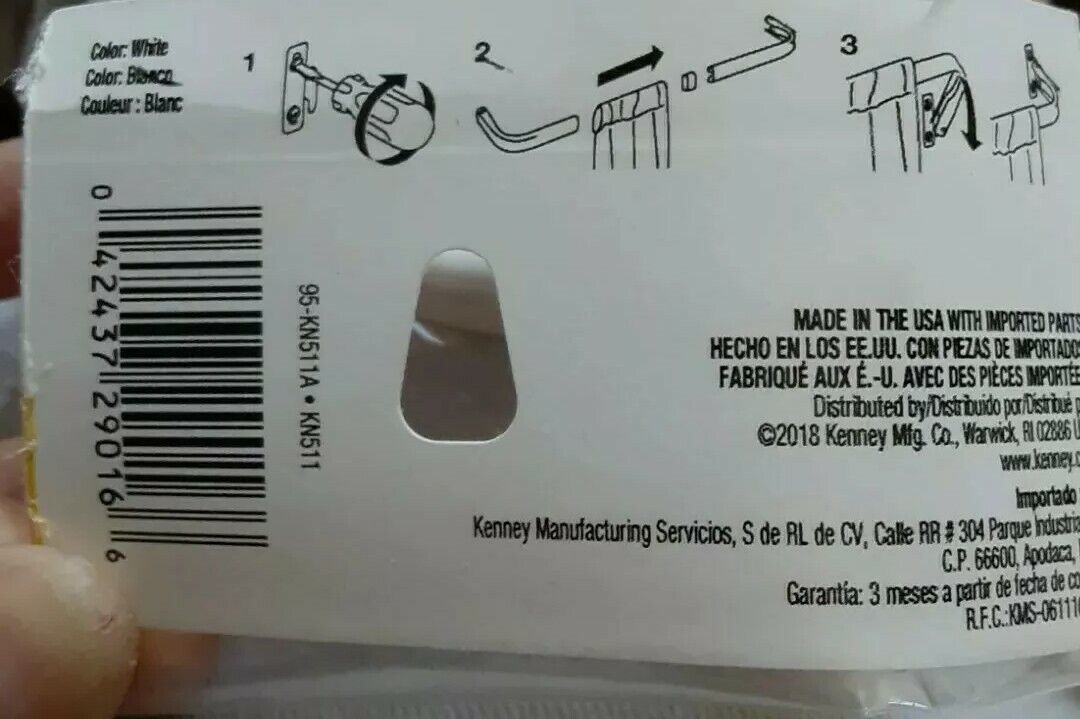 Color: White
Color: Blanco
Couleur : Blanc
1
2
3
0 42437 29016 6
95-KN511A • KN511
MADE IN THE USA WITH IMPORTED PARTS
HECHO EN LOS EE.UU. CON PIEZAS DE IMPORTADO
FABRIQUÉ AUX É.-U. AVEC DES PIÈCES IMPORTÉE
Distributed by/Distribuido por/Distribué p
©2018 Kenney Mfg. Co., Warwick, RI 02886 U
www.kenney.c
Importado
Kenney Manufacturing Servicios, S de RL de CV, Calle RR # 304 Parque Industria
C.P. 66600, Apodaca,
Garantía: 3 meses a partir de fecha de co
R.F.C.:KMS-06111